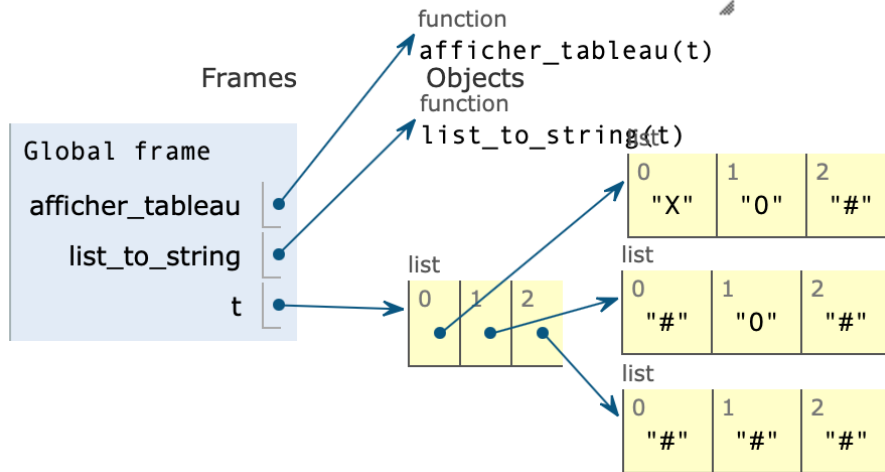 function
afficher_tableau(t)
Frames
Objects
function
list_to_string(t)
Global frame
afficher_tableau
list_to_string
t
list
0 1 2
list
0 1 2
"X" "O" "#"
list
0 1 2
"#" "O" "#"
list
0 1 2
"#" "#" "#"